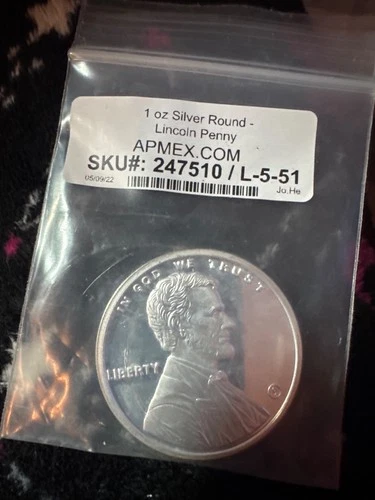 1 oz Silver Round -
Lincoln Penny
APMEX.COM
SKU#: 247510 / L-5-51
05/09/22
Jo.He
IN GOD WE TRUST
LIBERTY